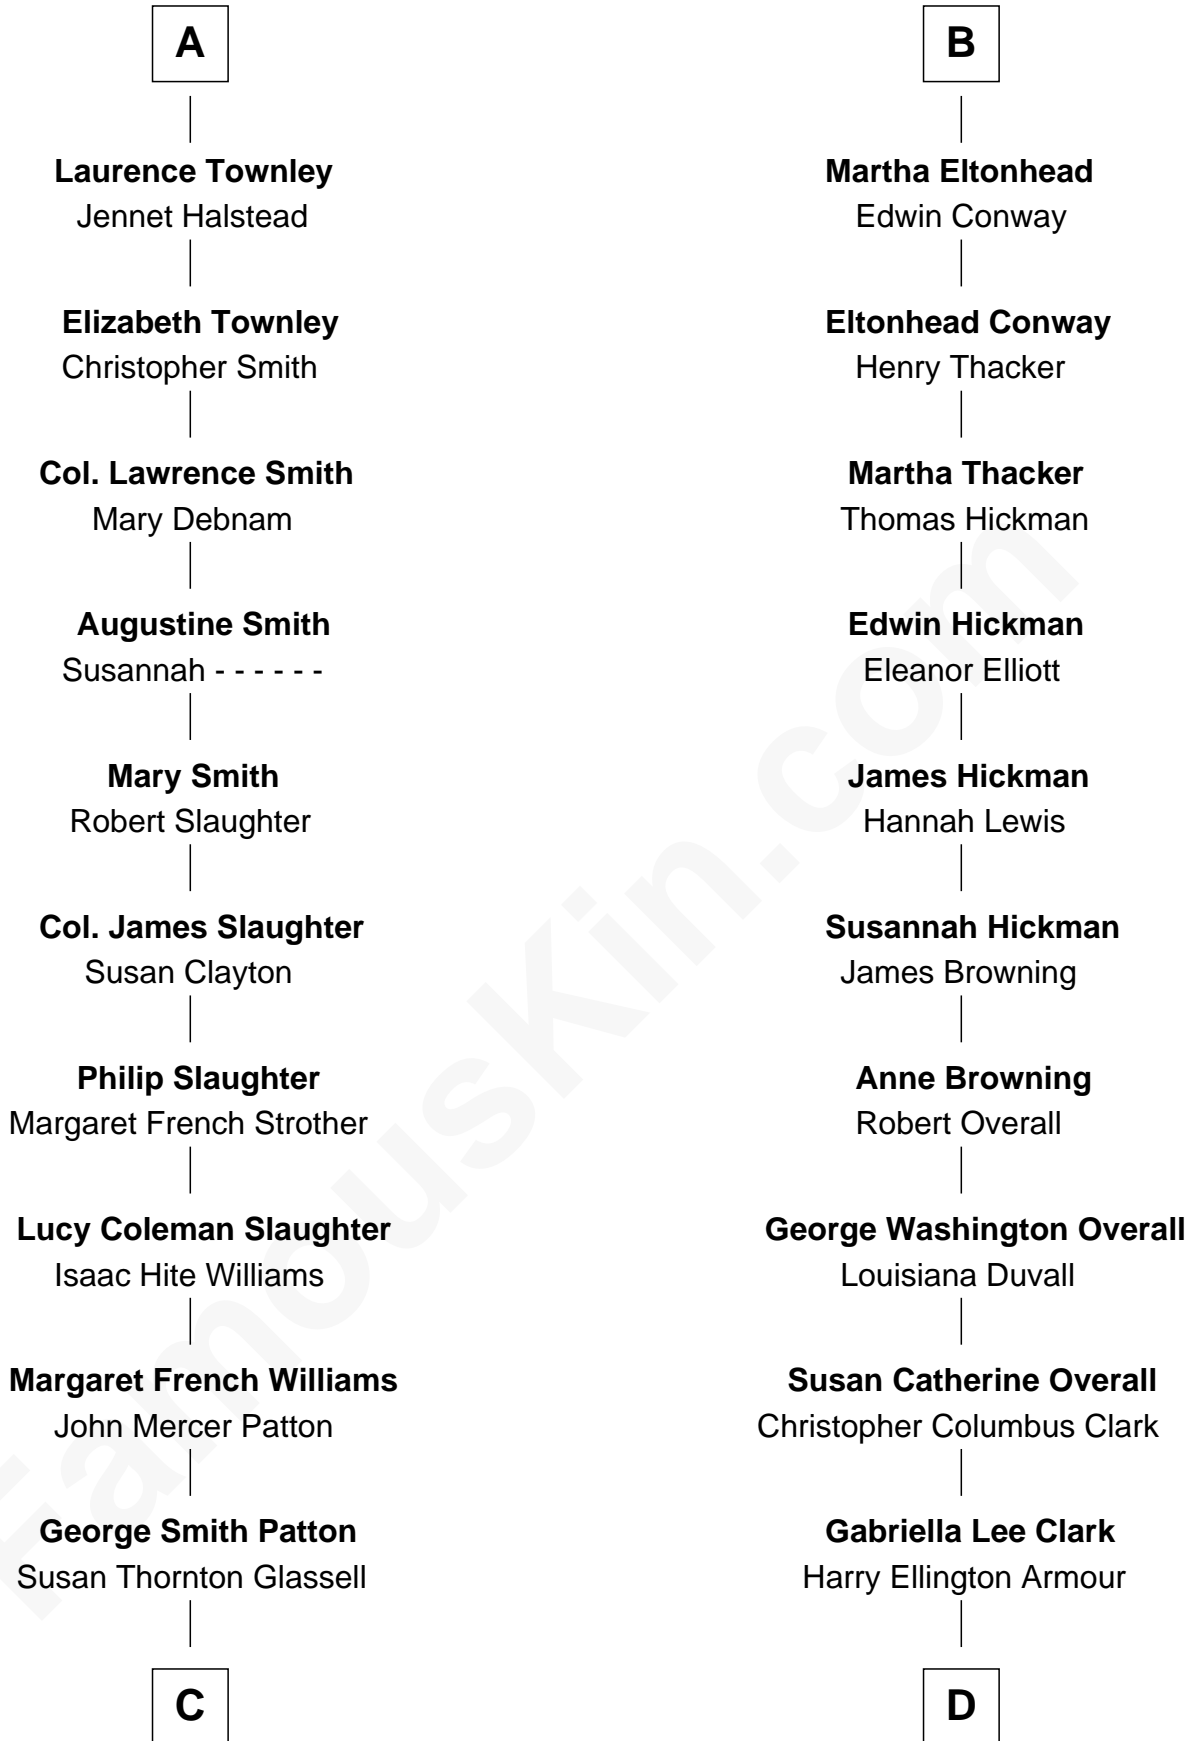 A
Laurence Townley
Jennet Halstead
Elizabeth Townley
Christopher Smith
Col. Lawrence Smith
Mary Debnam
Augustine Smith
Susannah - - - - - -
Mary Smith
Robert Slaughter
Col. James Slaughter
Susan Clayton
Philip Slaughter
Margaret French Strother
Lucy Coleman Slaughter
Isaac Hite Williams
Margaret French Williams
John Mercer Patton
George Smith Patton
Susan Thornton Glassell
C
B
Martha Eltonhead
Edwin Conway
Eltonhead Conway
Henry Thacker
Martha Thacker
Thomas Hickman
Edwin Hickman
Eleanor Elliott
James Hickman
Hannah Lewis
Susannah Hickman
James Browning
Anne Browning
Robert Overall
George Washington Overall
Louisiana Duvall
Susan Catherine Overall
Christopher Columbus Clark
Gabriella Lee Clark
Harry Ellington Armour
D
FamousKin.com